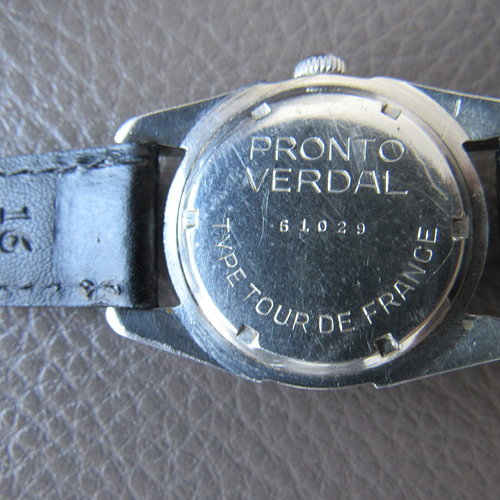 PRONTO
VERDAL
61029
TYPE TOUR DE FRANCE
16